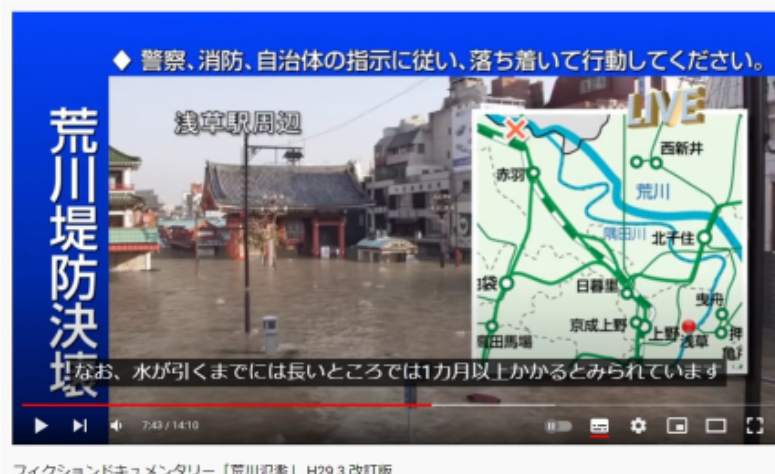 ◆ 警察、消防、自治体の指示に従い、落ち着いて行動してください。
荒川堤防決壊
浅草駅周辺
LIVE
西新井
赤羽
荒川
隅田川
北千住
日暮里
曳舟
京成上野
上野
浅草
押
田馬場
なお、水が引くまでには長いところでは1カ月以上かかるとみられています
7:43 / 14:10
フィクションドキュメンタリー「荒川氾濫」 H29.3 改訂版